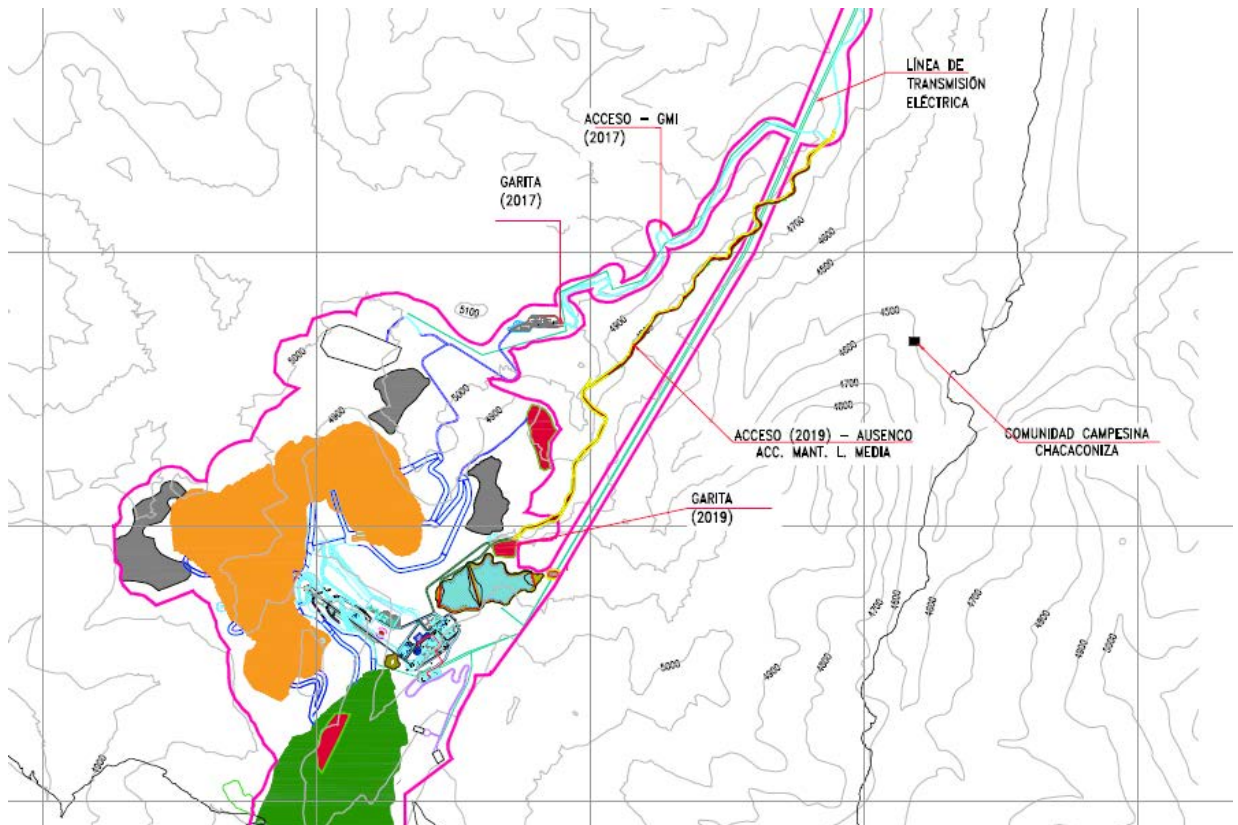 LÍNEA DE
TRANSMISIÓN
ELÉCTRICA
ACCESO – GMI
(2017)
GARITA
(2017)
4700
4600
4500
5100
4900
4500
5000
4600
4700
5000
4800
4900
4900
ACCESO (2019) – AUSENCO
ACC. MANT. L. MEDIA
COMUNIDAD CAMPESINA
CHACACONIZA
GARITA
(2019)
4700
4600
4600
4700
4800
4900
5000
5000
4900
4800